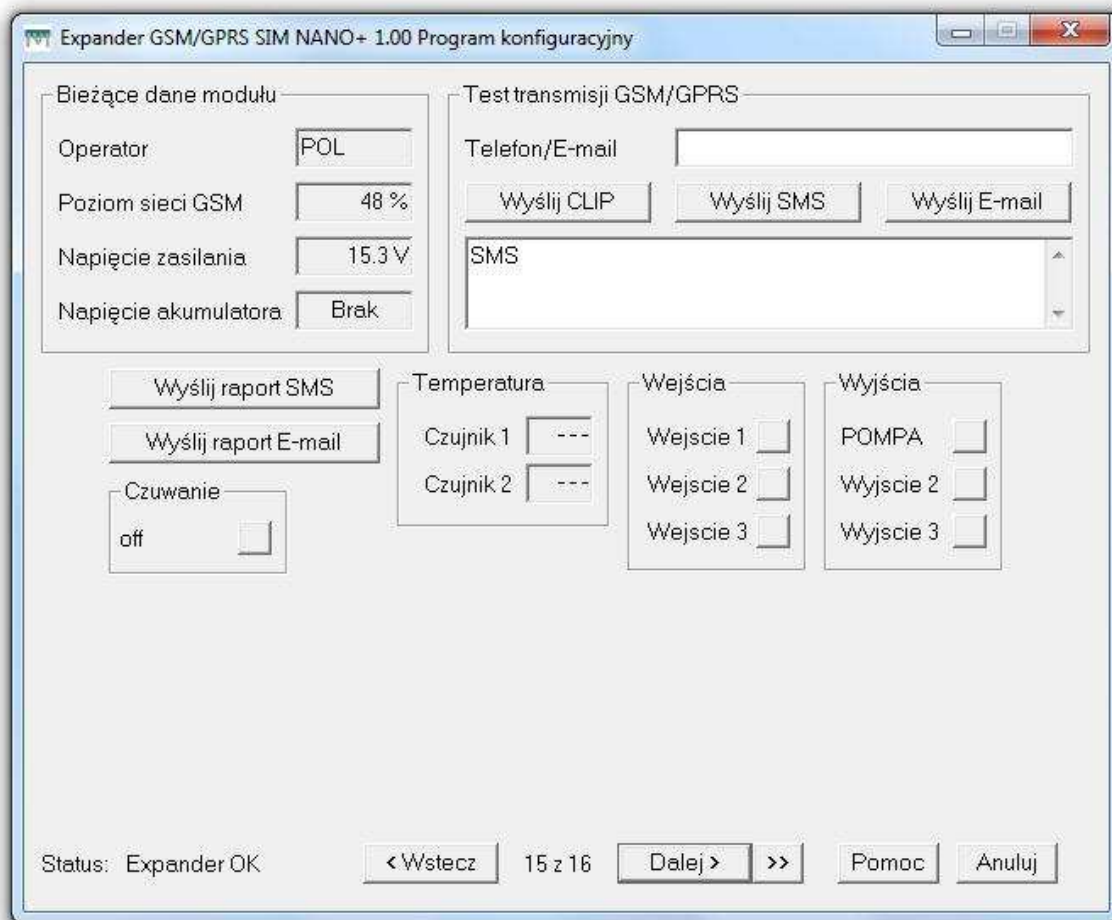 Expander GSM/GPRS SIM NANO+ 1.00 Program konfiguracyjny
Bieżące dane modułu
Operator POL
Poziom sieci GSM 48 %
Napięcie zasilania 15.3 V
Napięcie akumulatora Brak
Test transmisji GSM/GPRS
Telefon/E-mail
Wyślij CLIP Wyślij SMS Wyślij E-mail
SMS
Wyślij raport SMS
Wyślij raport E-mail
Czuwanie
off
Temperatura
Czujnik 1 ---
Czujnik 2 ---
Wejścia
Wejscie 1
Wejscie 2
Wejscie 3
Wyjścia
POMPA
Wyjscie 2
Wyjscie 3
Status: Expander OK < Wstecz 15 z 16 Dalej > >> Pomoc Anuluj